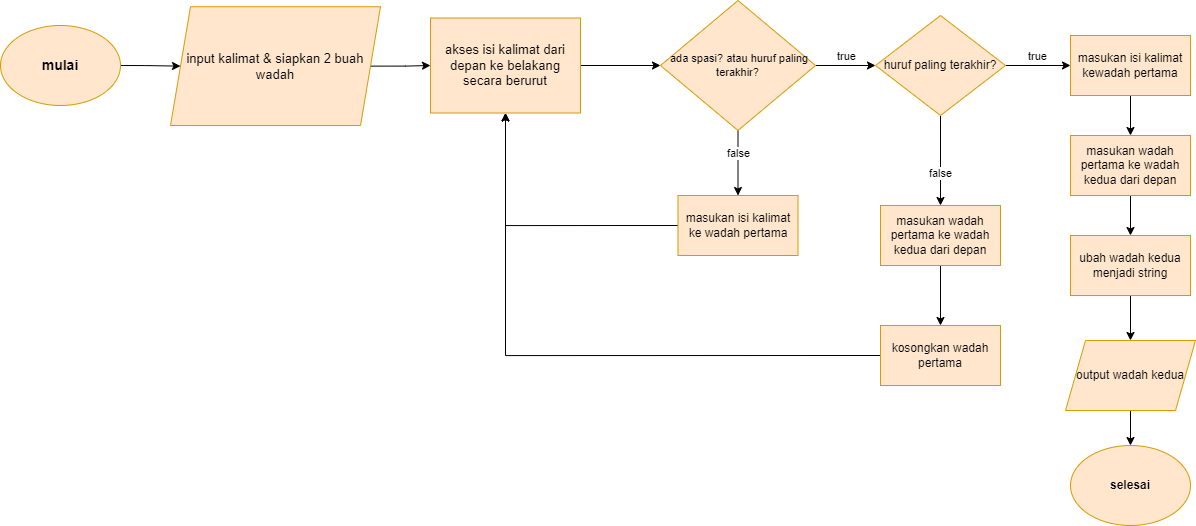 mulai
input kalimat & siapkan 2 buah
wadah
akses isi kalimat dari
depan ke belakang
secara berurut
ada spasi? atau huruf paling
terakhir?
true
huruf paling terakhir?
true
masukan isi kalimat
kewadah pertama
false
masukan isi kalimat
ke wadah pertama
false
masukan wadah
pertama ke wadah
kedua dari depan
kosongkan wadah
pertama
masukan wadah
pertama ke wadah
kedua dari depan
ubah wadah kedua
menjadi string
output wadah kedua
selesai